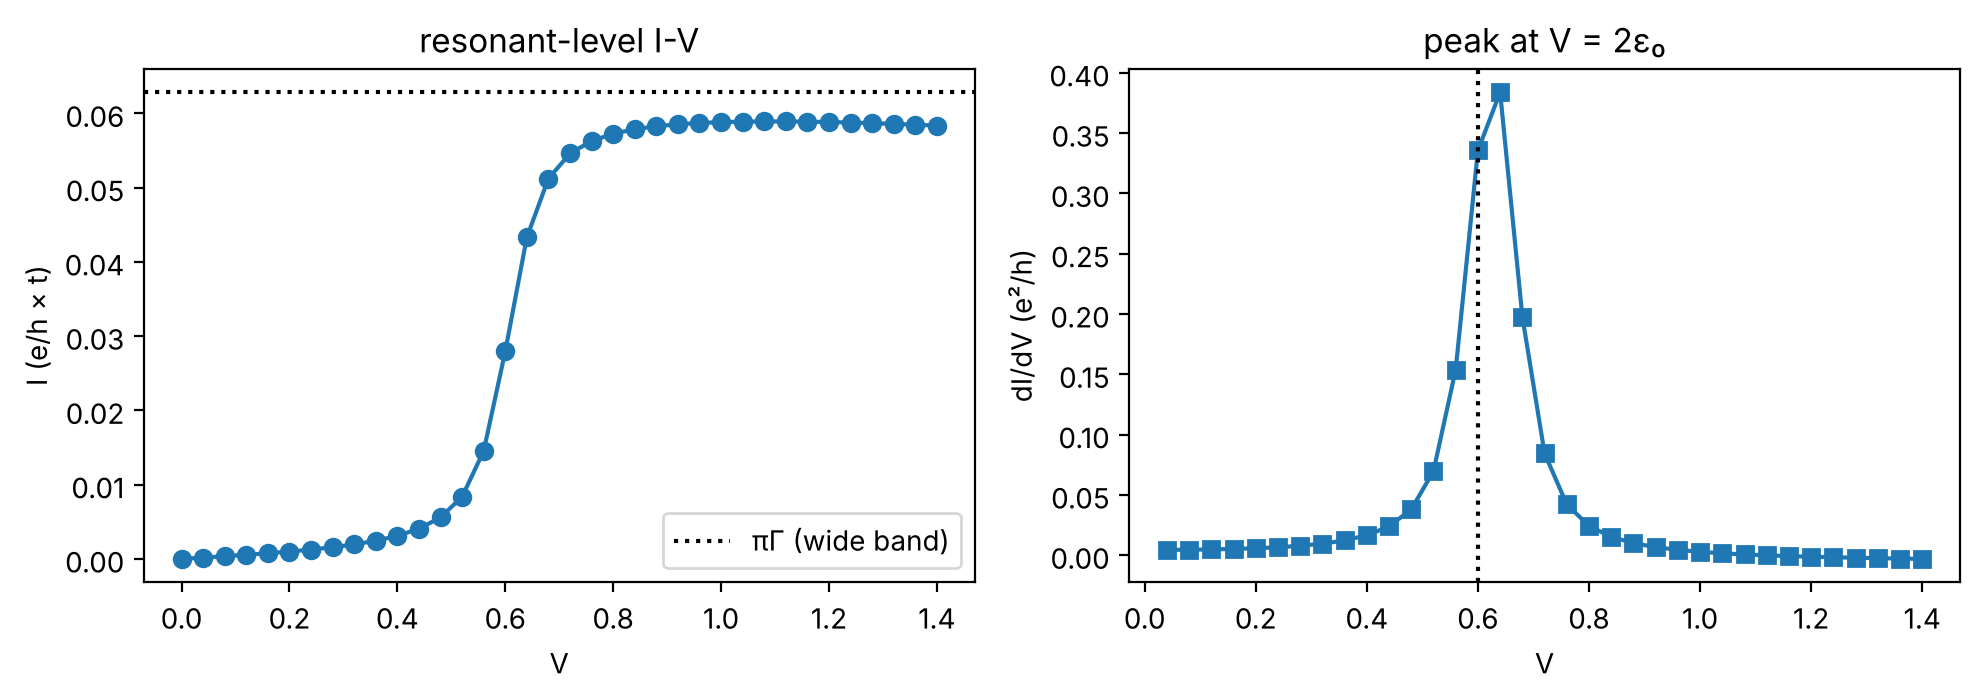 resonant-level I-V
I (e/h × t)
0.06
0.05
0.04
0.03
0.02
0.01
0.00
πΓ (wide band)
0.0 0.2 0.4 0.6 0.8 1.0 1.2 1.4
V
peak at V = 2ε₀
dI/dV (e²/h)
0.40
0.35
0.30
0.25
0.20
0.15
0.10
0.05
0.00
0.0 0.2 0.4 0.6 0.8 1.0 1.2 1.4
V